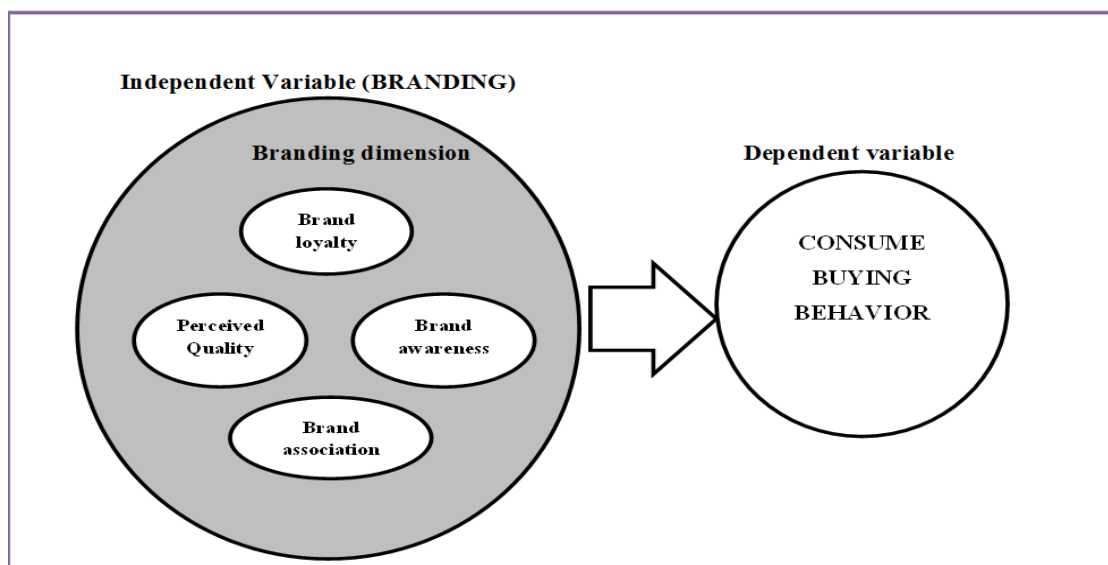 Independent Variable (BRANDING)
Branding dimension
Brand
loyalty
Perceived
Quality
Brand
awareness
Brand
association
Dependent variable
CONSUME
BUYING
BEHAVIOR